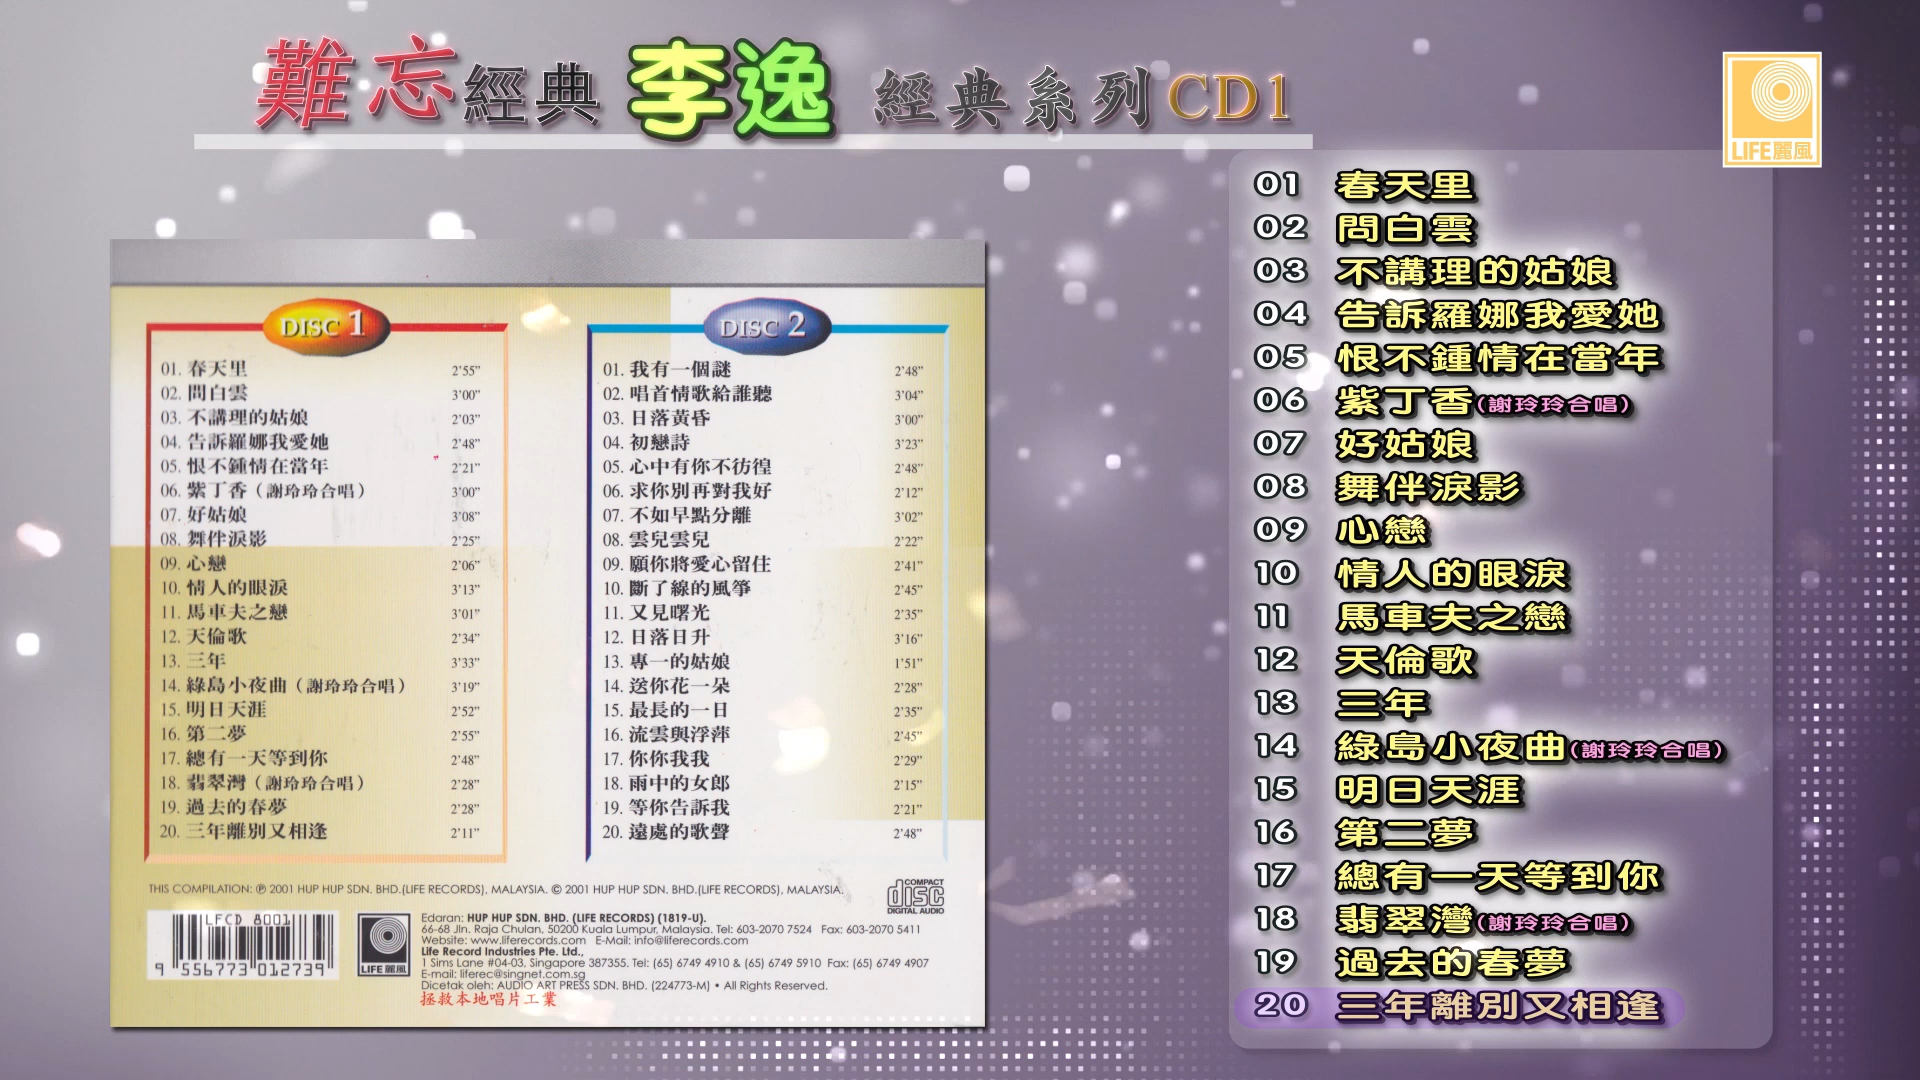 難忘經典 李逸 經典系列CD1
LIFE麗風
DISC 1
01. 春天里 2'55"
02. 問白雲 3'00"
03. 不講理的姑娘 2'03"
04. 告訴羅娜我愛她 2'48"
05. 恨不鍾情在當年 2'21"
06. 紫丁香（謝玲玲合唱） 3'00"
07. 好姑娘 3'08"
08. 舞伴淚影 2'25"
09. 心戀 2'06"
10. 情人的眼淚 3'13"
11. 馬車夫之戀 3'01"
12. 天倫歌 2'34"
13. 三年 3'33"
14. 綠島小夜曲（謝玲玲合唱） 3'19"
15. 明日天涯 2'52"
16. 第二夢 2'55"
17. 總有一天等到你 2'48"
18. 翡翠灣（謝玲玲合唱） 2'28"
19. 過去的春夢 2'28"
20. 三年離別又相逢 2'11"
DISC 2
01. 我有一個謎 2'48"
02. 唱首情歌給誰聽 3'04"
03. 日落黃昏 3'00"
04. 初戀詩 3'23"
05. 心中有你不彷徨 2'48"
06. 求你別再對我好 2'12"
07. 不如早點分離 3'02"
08. 雲兒雲兒 2'22"
09. 願你將愛心留住 2'41"
10. 斷了線的風箏 2'45"
11. 又見曙光 2'35"
12. 日落日升 3'16"
13. 專一的姑娘 1'51"
14. 送你花一朵 2'28"
15. 最長的一日 2'35"
16. 流雲與浮萍 2'45"
17. 你你我我 2'29"
18. 雨中的女郎 2'15"
19. 等你告訴我 2'21"
20. 遠處的歌聲 2'48"
THIS COMPILATION: ℗ 2001 HUP HUP SDN. BHD.(LIFE RECORDS), MALAYSIA. © 2001 HUP HUP SDN. BHD.(LIFE RECORDS), MALAYSIA.
COMPACT
disc
DIGITAL AUDIO
LFCD 8001
9 556773 012739
LIFE麗風
Edaran: HUP HUP SDN. BHD. (LIFE RECORDS) (1819-U).
66-68 Jln. Raja Chulan, 50200 Kuala Lumpur, Malaysia. Tel: 603-2070 7524 Fax: 603-2070 5411
Website: www.liferecords.com E-Mail: info@liferecords.com
Life Record Industries Pte. Ltd.,
1 Sims Lane #04-03, Singapore 387355. Tel: (65) 6749 4910 & (65) 6749 5910 Fax: (65) 6749 4907
E-mail: liferec@singnet.com.sg
Dicetak oleh: AUDIO ART PRESS SDN. BHD. (224773-M) • All Rights Reserved.
拯救本地唱片工業
01 春天里
02 問白雲
03 不講理的姑娘
04 告訴羅娜我愛她
05 恨不鍾情在當年
06 紫丁香(謝玲玲合唱)
07 好姑娘
08 舞伴淚影
09 心戀
10 情人的眼淚
11 馬車夫之戀
12 天倫歌
13 三年
14 綠島小夜曲(謝玲玲合唱)
15 明日天涯
16 第二夢
17 總有一天等到你
18 翡翠灣(謝玲玲合唱)
19 過去的春夢
20 三年離別又相逢